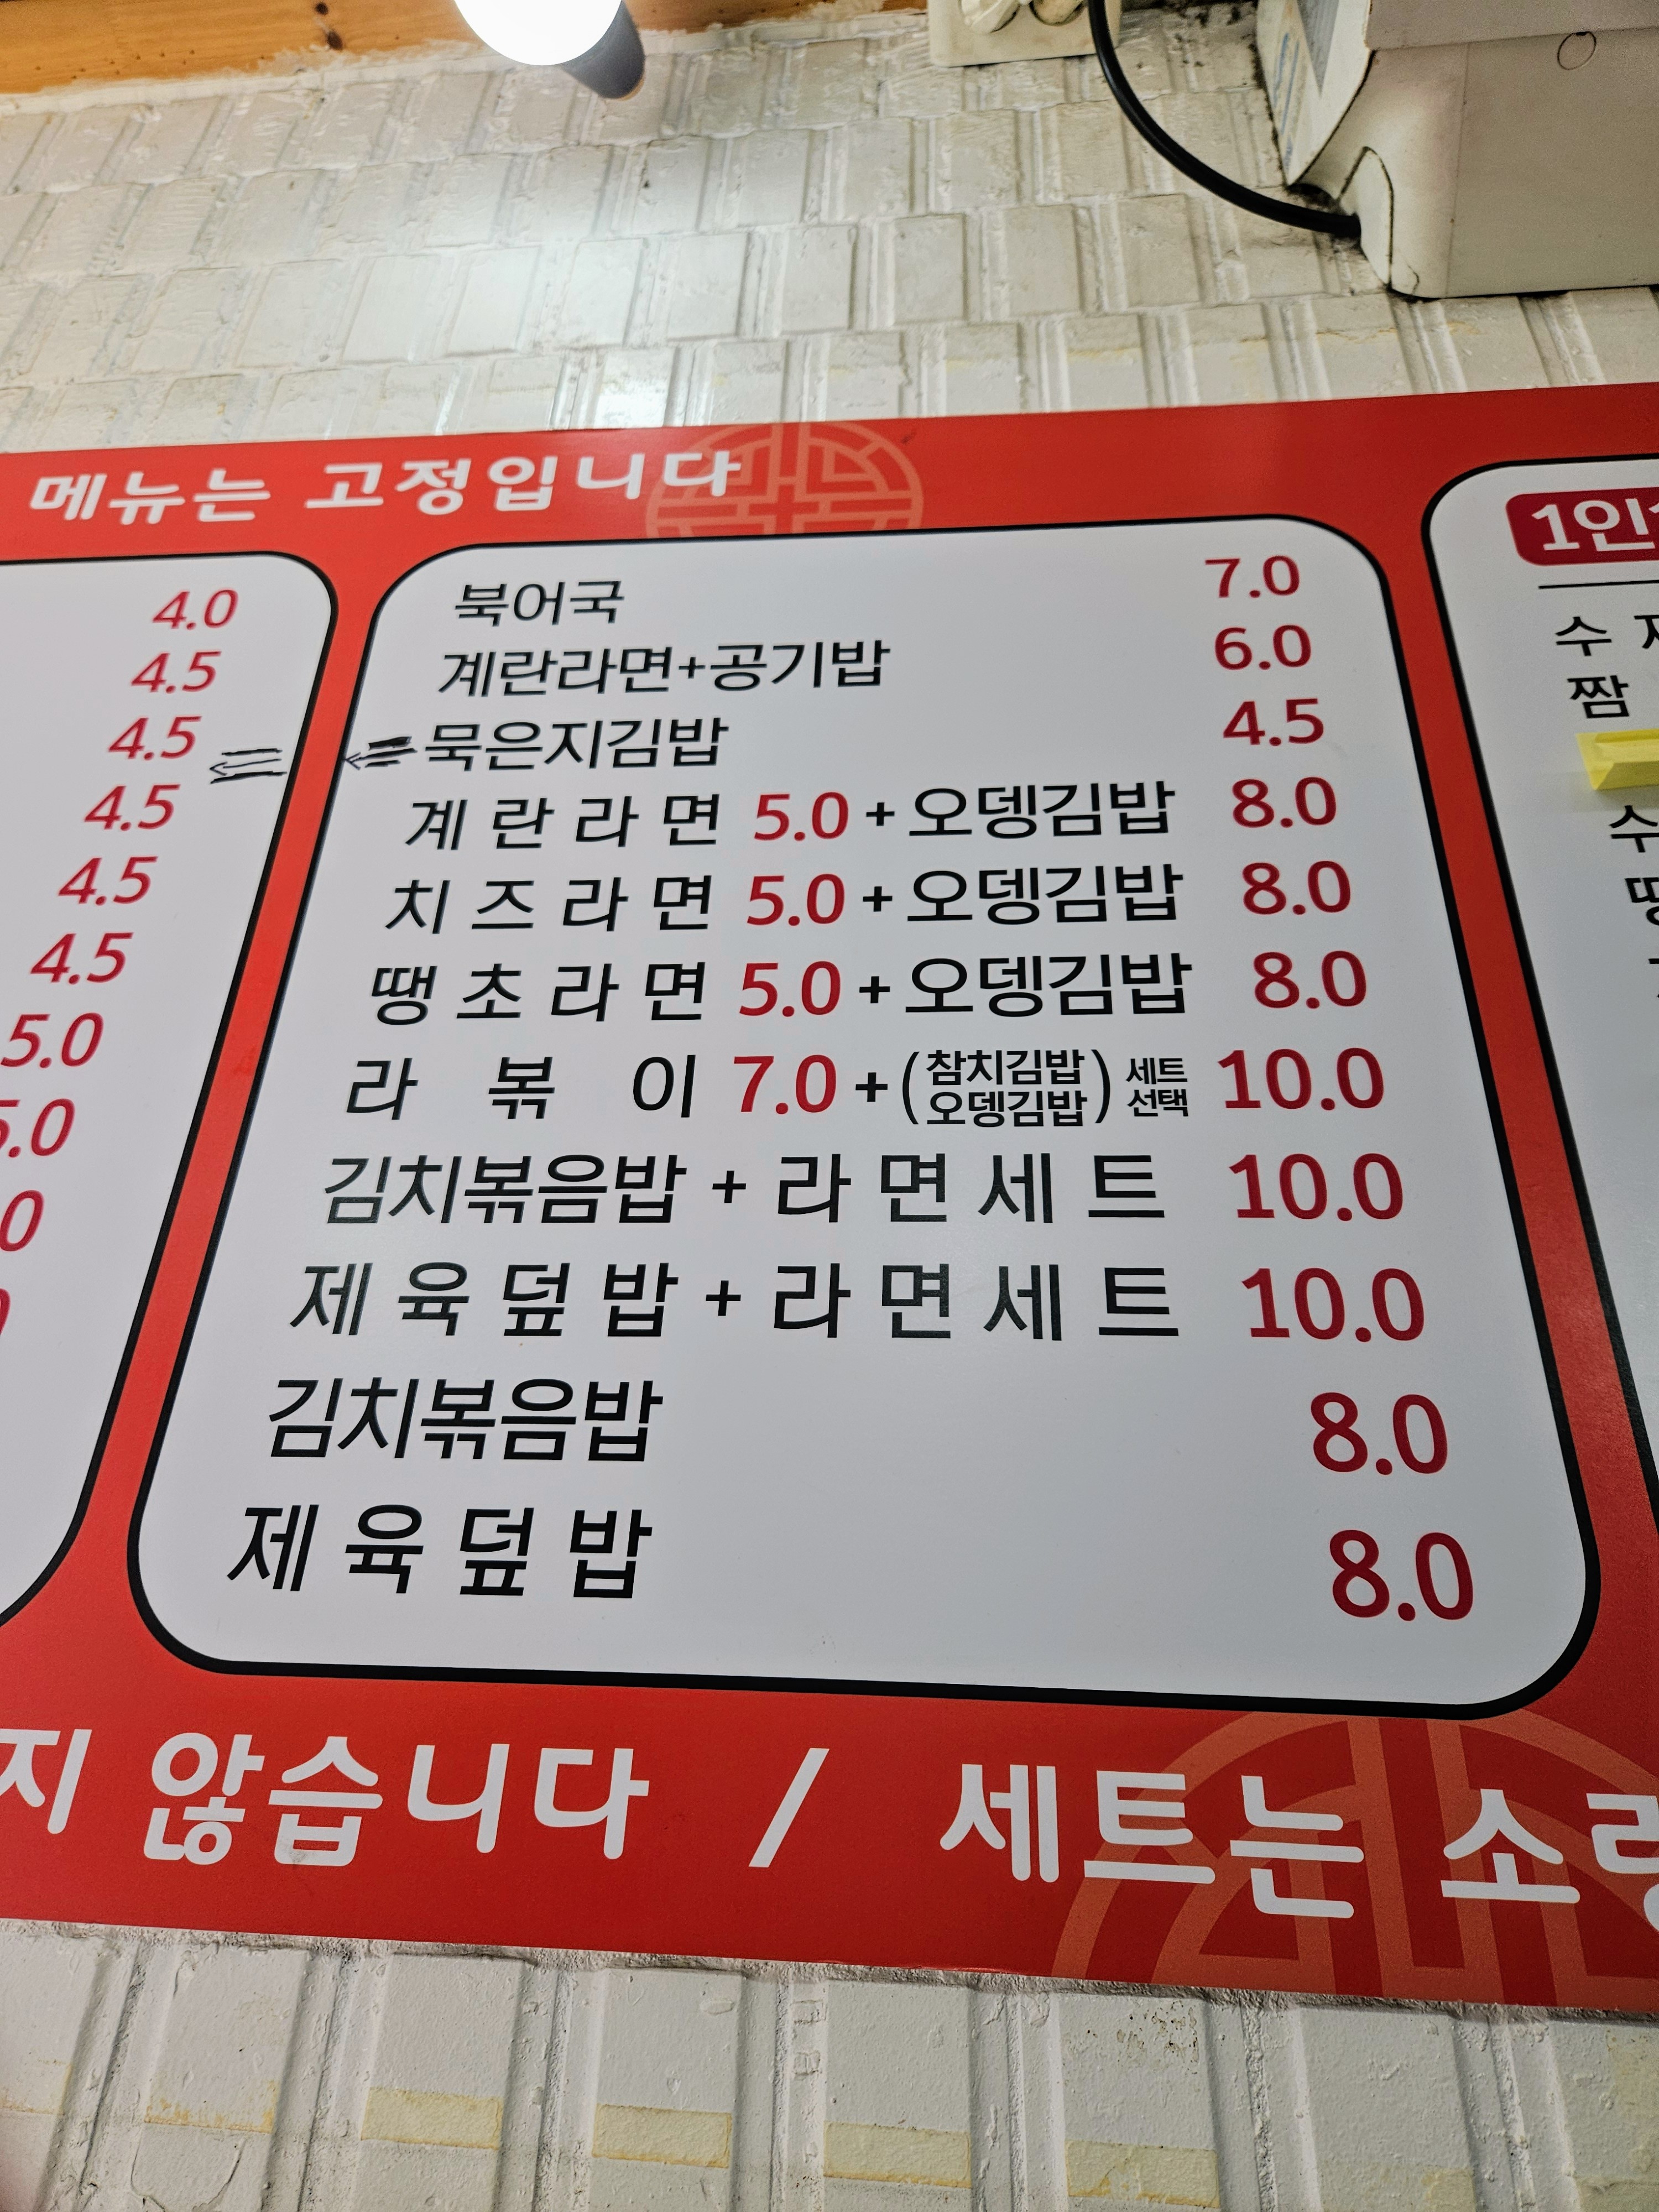 메뉴는 고정입니다
4.0
4.5
4.5
4.5
4.5
4.5
5.0
북어국 7.0
계란라면+공기밥 6.0
묵은지김밥 4.5
계란라면 5.0 + 오뎅김밥 8.0
치즈라면 5.0 + 오뎅김밥 8.0
땡초라면 5.0 + 오뎅김밥 8.0
라볶이 7.0 + (참치김밥 오뎅김밥) 세트 선택 10.0
김치볶음밥 + 라면세트 10.0
제육덮밥 + 라면세트 10.0
김치볶음밥 8.0
제육덮밥 8.0
1인
수
짬
수
지 않습니다 / 세트는 소